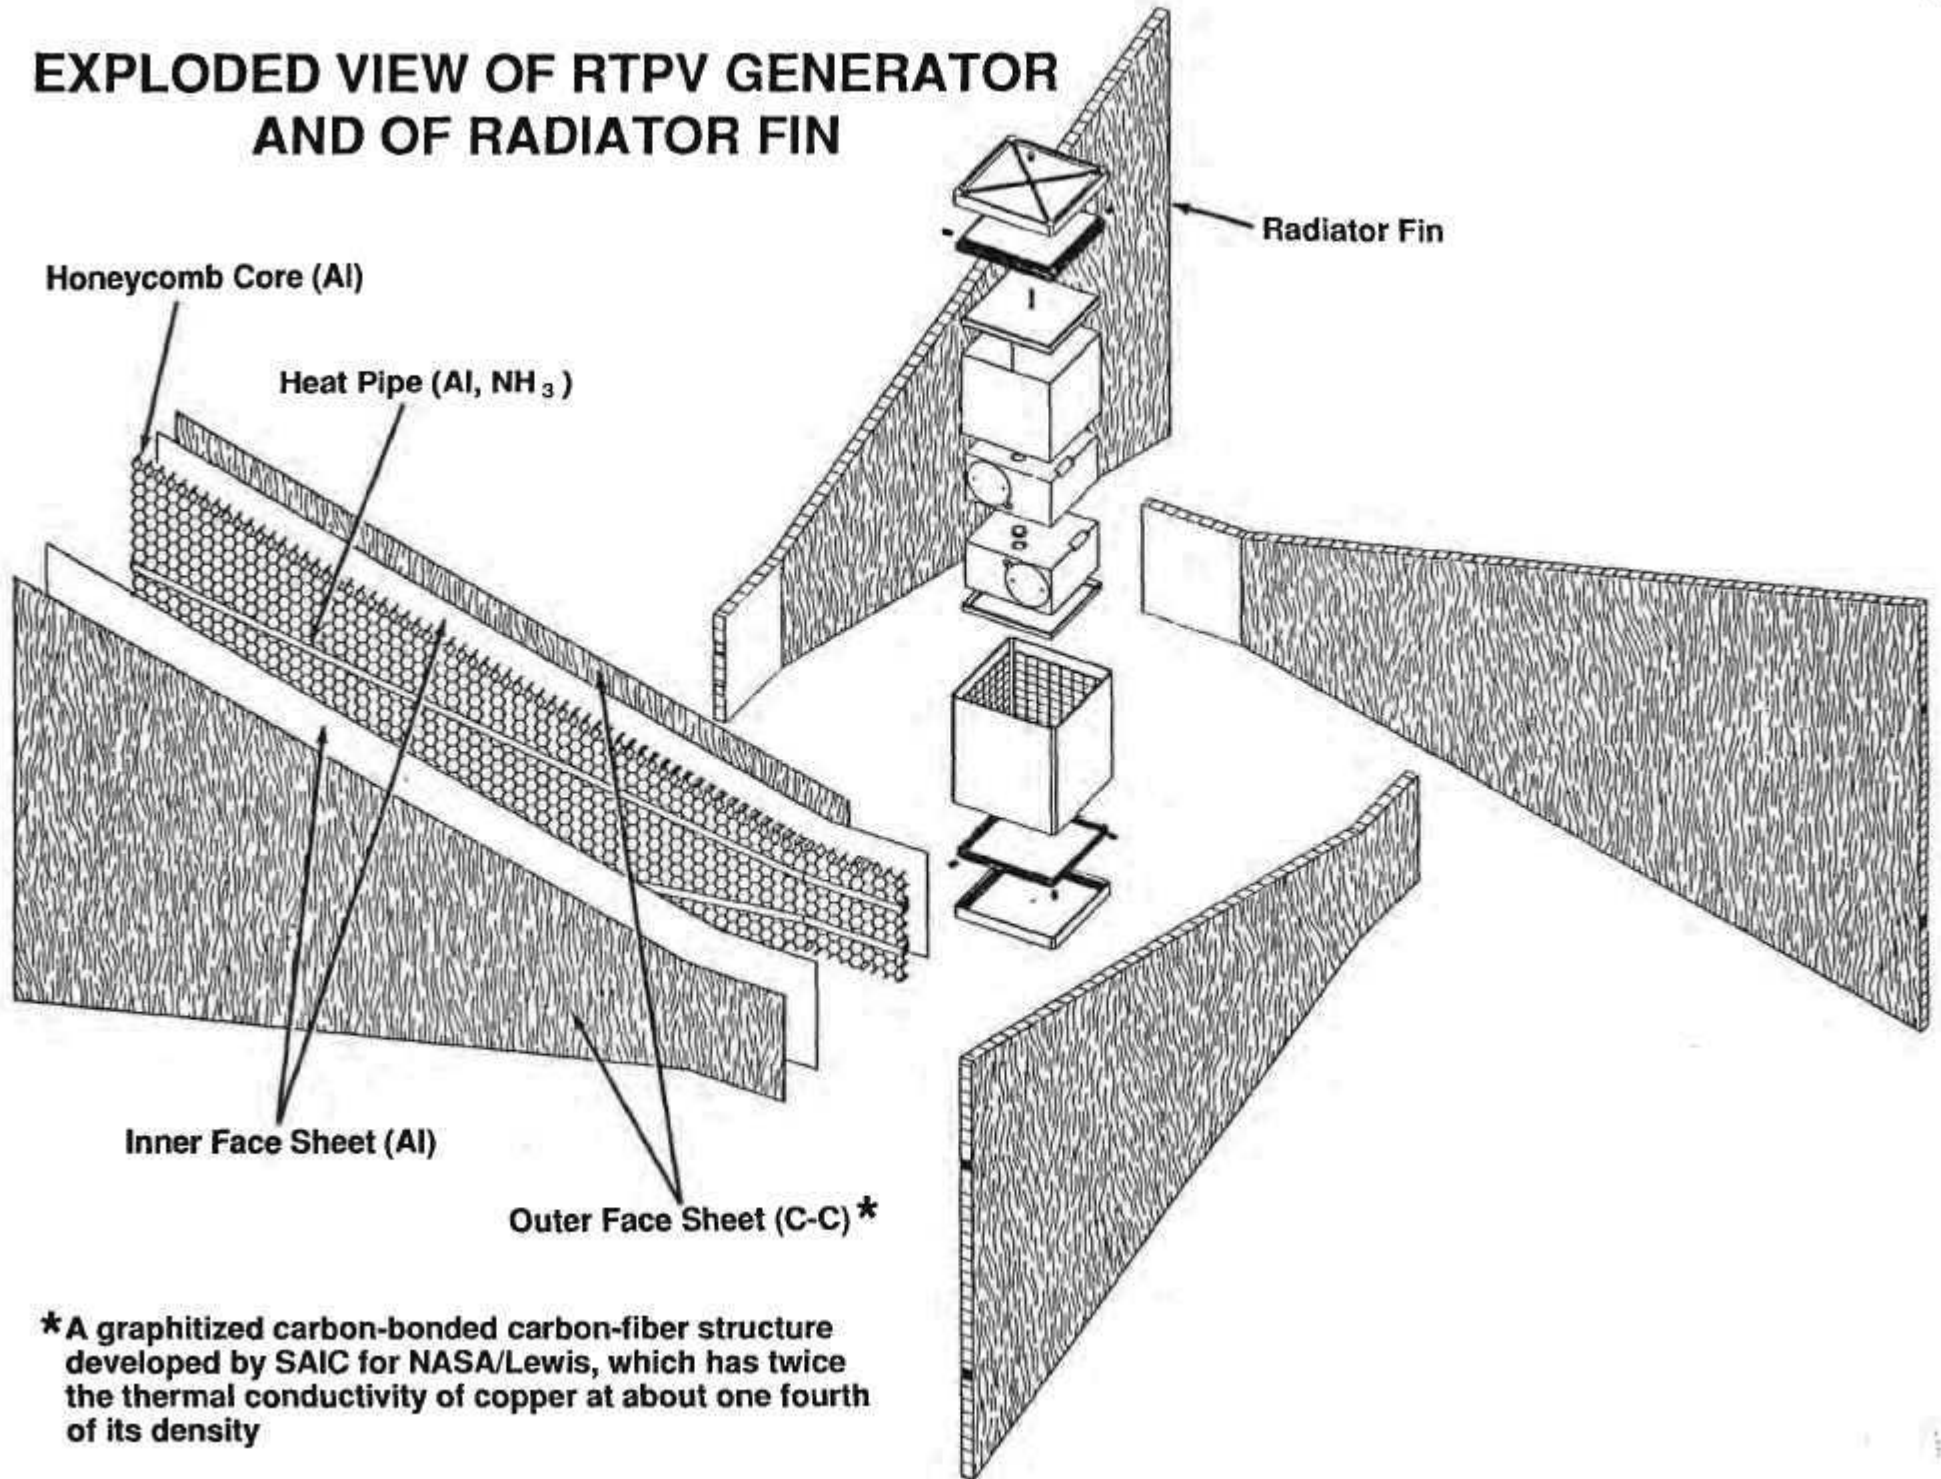 EXPLODED VIEW OF RTPV GENERATOR
AND OF RADIATOR FIN
Radiator Fin
Honeycomb Core (Al)
Heat Pipe (Al, NH₃)
Inner Face Sheet (Al)
Outer Face Sheet (C-C)*
*A graphitized carbon-bonded carbon-fiber structure
developed by SAIC for NASA/Lewis, which has twice
the thermal conductivity of copper at about one fourth
of its density